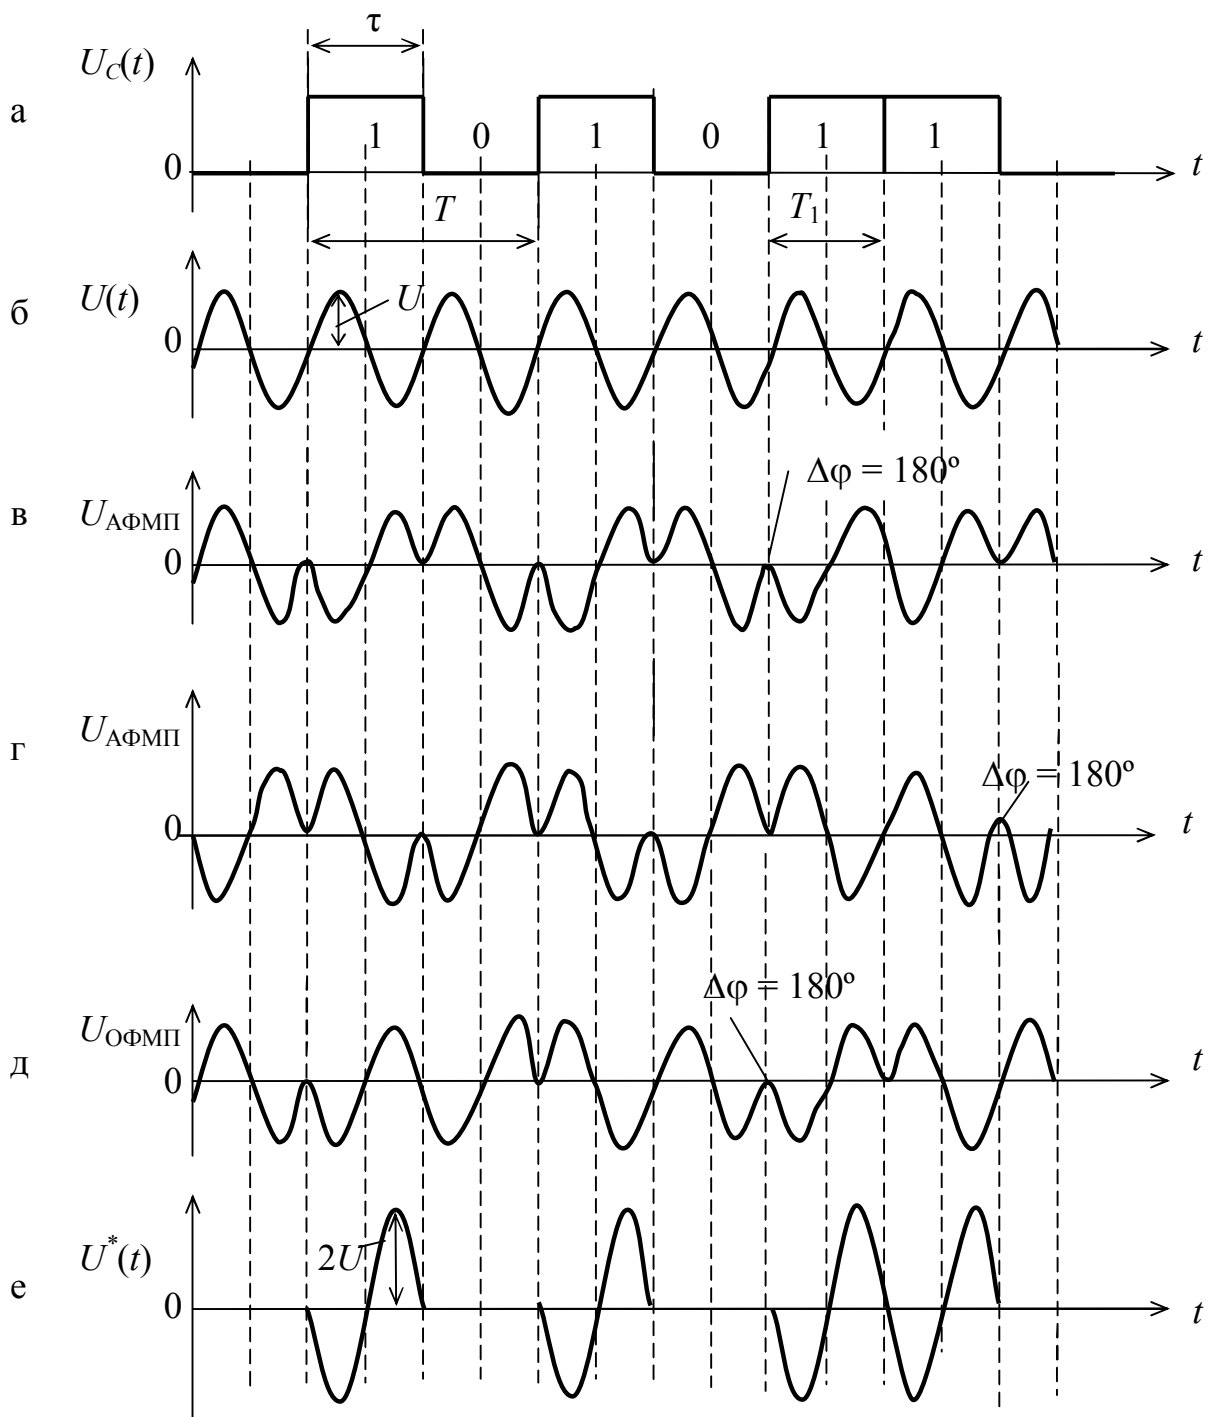 τ
U_C(t)
а
1 0 1 0 1 1
0
t
T
T₁
б
U(t)
U
0
t
Δφ = 180º
в
U_АФМП
0
t
г
U_АФМП
Δφ = 180º
0
t
Δφ = 180º
U_ОФМП
д
0
t
U*(t)
2U
е
0
t